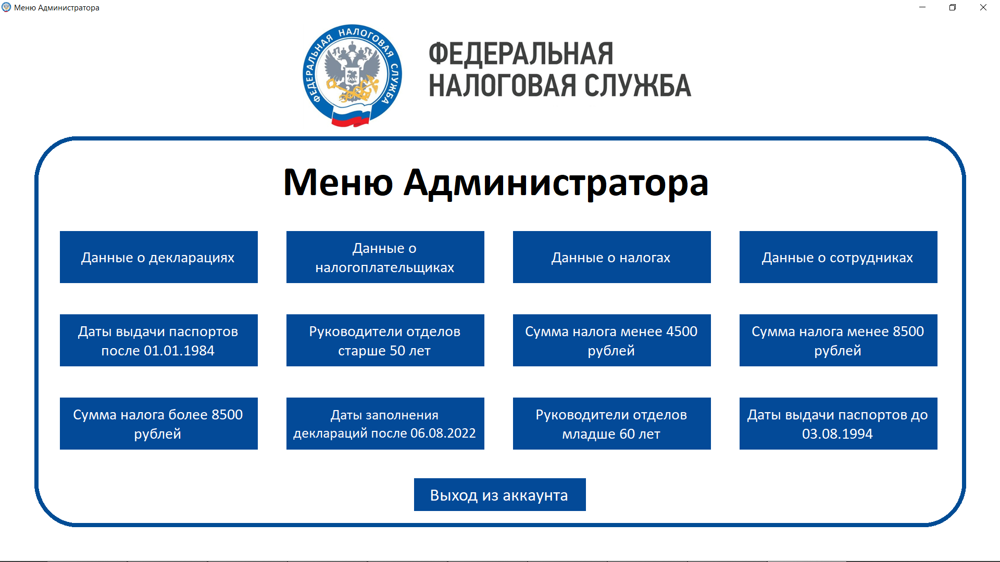 Меню Администратора
ФЕДЕРАЛЬНАЯ НАЛОГОВАЯ СЛУЖБА
ФЕДЕРАЛЬНАЯ
НАЛОГОВАЯ СЛУЖБА
Меню Администратора
Данные о декларациях
Данные о
налогоплательщиках
Данные о налогах
Данные о сотрудниках
Даты выдачи паспортов
после 01.01.1984
Руководители отделов
старше 50 лет
Сумма налога менее 4500
рублей
Сумма налога менее 8500
рублей
Сумма налога более 8500
рублей
Даты заполнения
деклараций после 06.08.2022
Руководители отделов
младше 60 лет
Даты выдачи паспортов до
03.08.1994
Выход из аккаунта